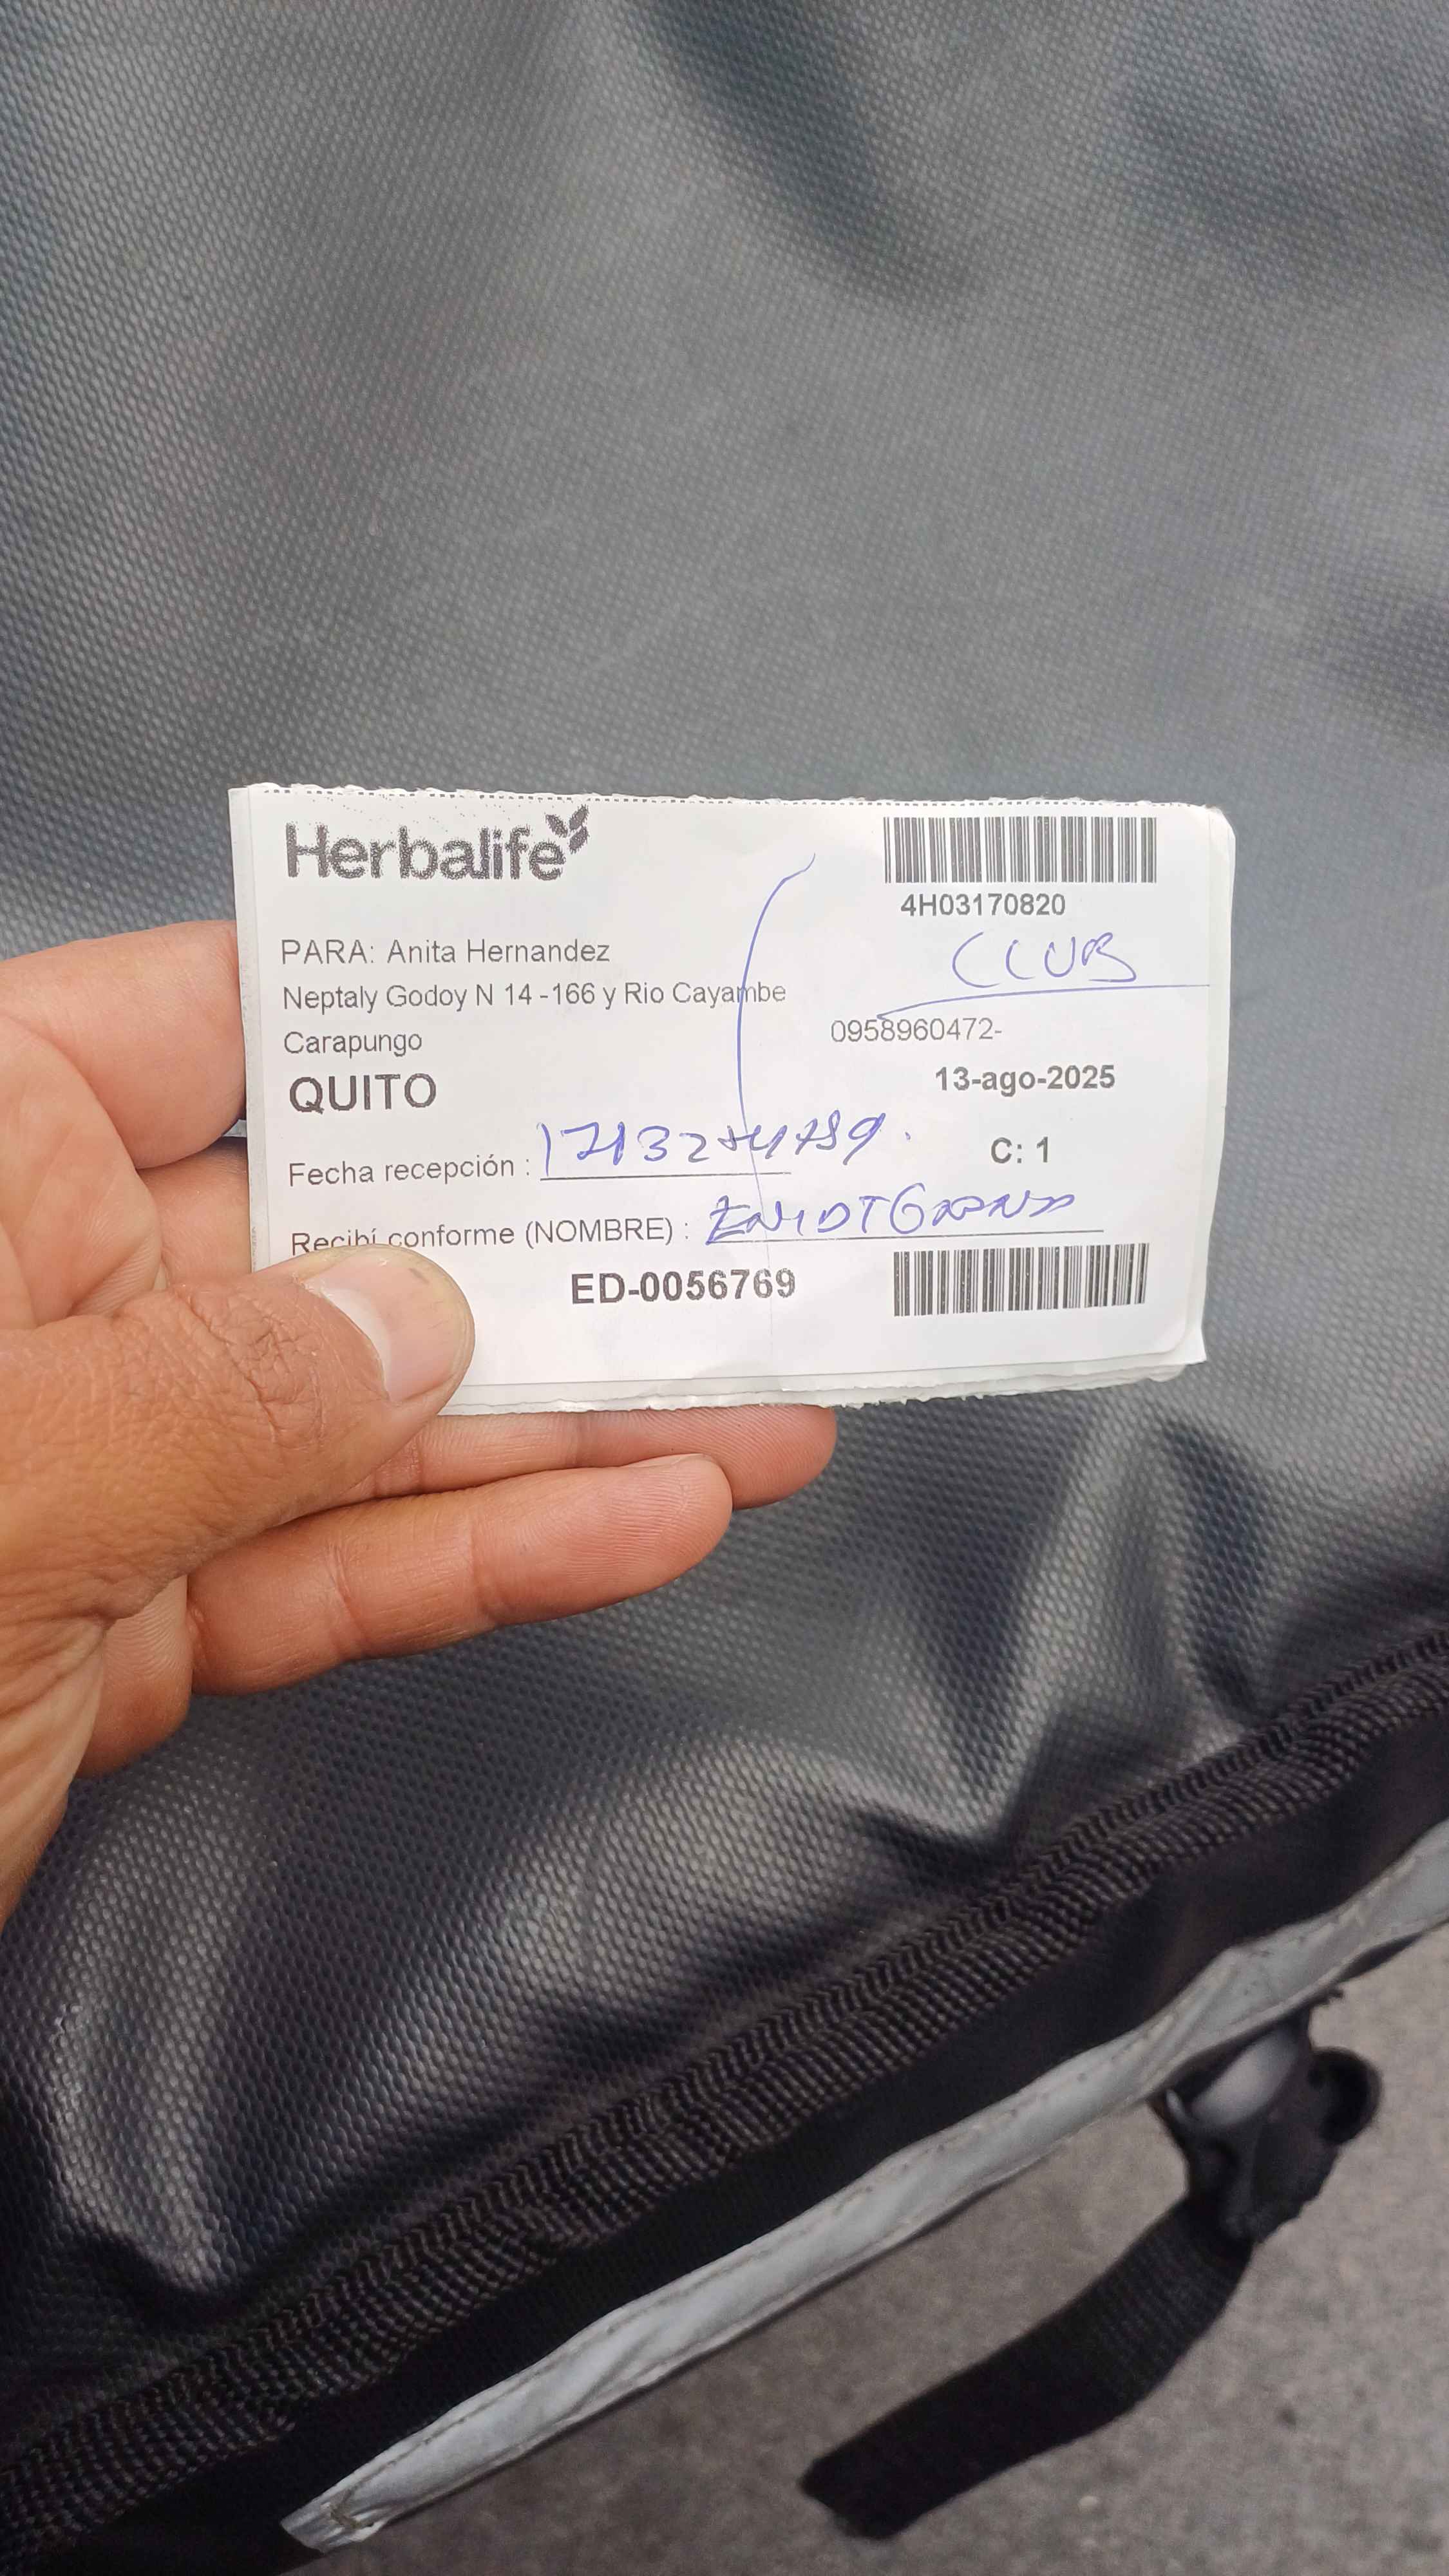 Herbalife
4H03170820
CLUB
PARA: Anita Hernandez
Neptaly Godoy N 14 -166 y Rio Cayambe
Carapungo
0958960472-
QUITO
13-ago-2025
Fecha recepción :
C: 1
Recibí conforme (NOMBRE) :
ED-0056769